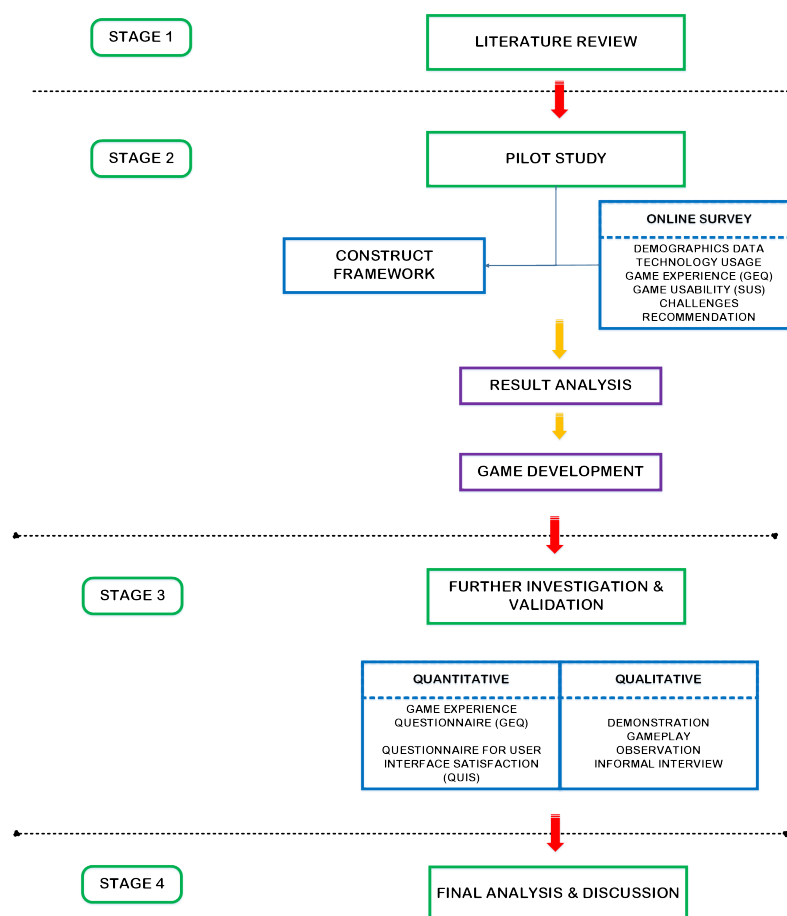 STAGE 1
LITERATURE REVIEW
STAGE 2
PILOT STUDY
ONLINE SURVEY
DEMOGRAPHICS DATA
TECHNOLOGY USAGE
GAME EXPERIENCE (GEQ)
GAME USABILITY (SUS)
CHALLENGES
RECOMMENDATION
CONSTRUCT
FRAMEWORK
RESULT ANALYSIS
GAME DEVELOPMENT
STAGE 3
FURTHER INVESTIGATION &
VALIDATION
QUANTITATIVE
GAME EXPERIENCE
QUESTIONNAIRE (GEQ)
QUESTIONNAIRE FOR USER
INTERFACE SATISFACTION
(QUIS)
QUALITATIVE
DEMONSTRATION
GAMEPLAY
OBSERVATION
INFORMAL INTERVIEW
STAGE 4
FINAL ANALYSIS & DISCUSSION